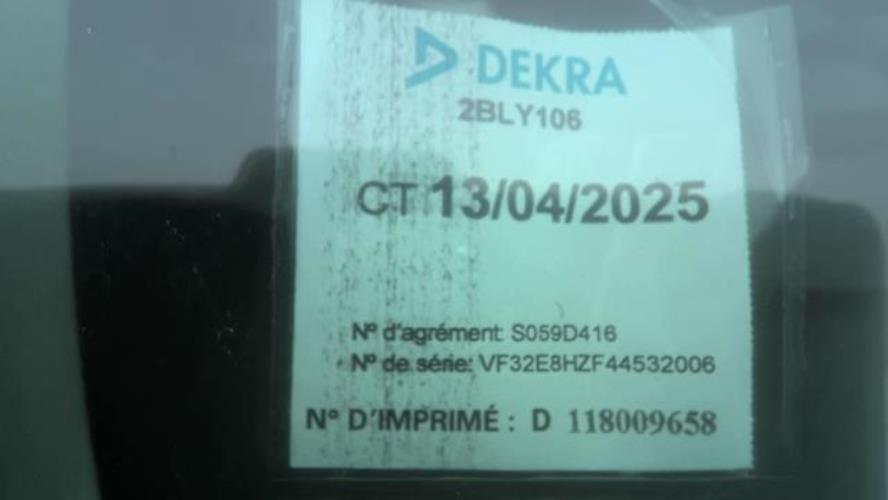 DEKRA
2BLY106
CT 13/04/2025
N° d'agrément: S059D416
N° de série: VF32E8HZF44532006
N° D'IMPRIMÉ : D 118009658